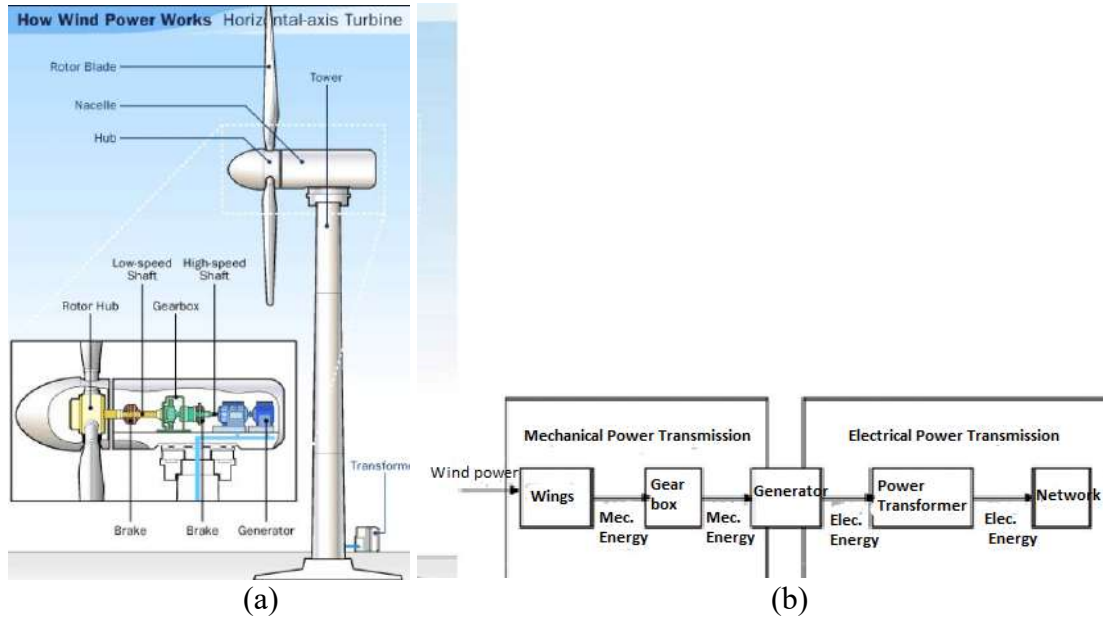 How Wind Power Works Horizontal-axis Turbine
Rotor Blade
Tower
Nacelle
Hub
Low-speed
Shaft
High-speed
Shaft
Rotor Hub
Gearbox
Transforme
Brake
Brake
Generator
(a)
Mechanical Power Transmission
Electrical Power Transmission
Wind power
Wings
Gear
box
Generator
Power
Transformer
Network
Mec.
Energy
Mec.
Energy
Elec.
Energy
Elec.
Energy
(b)